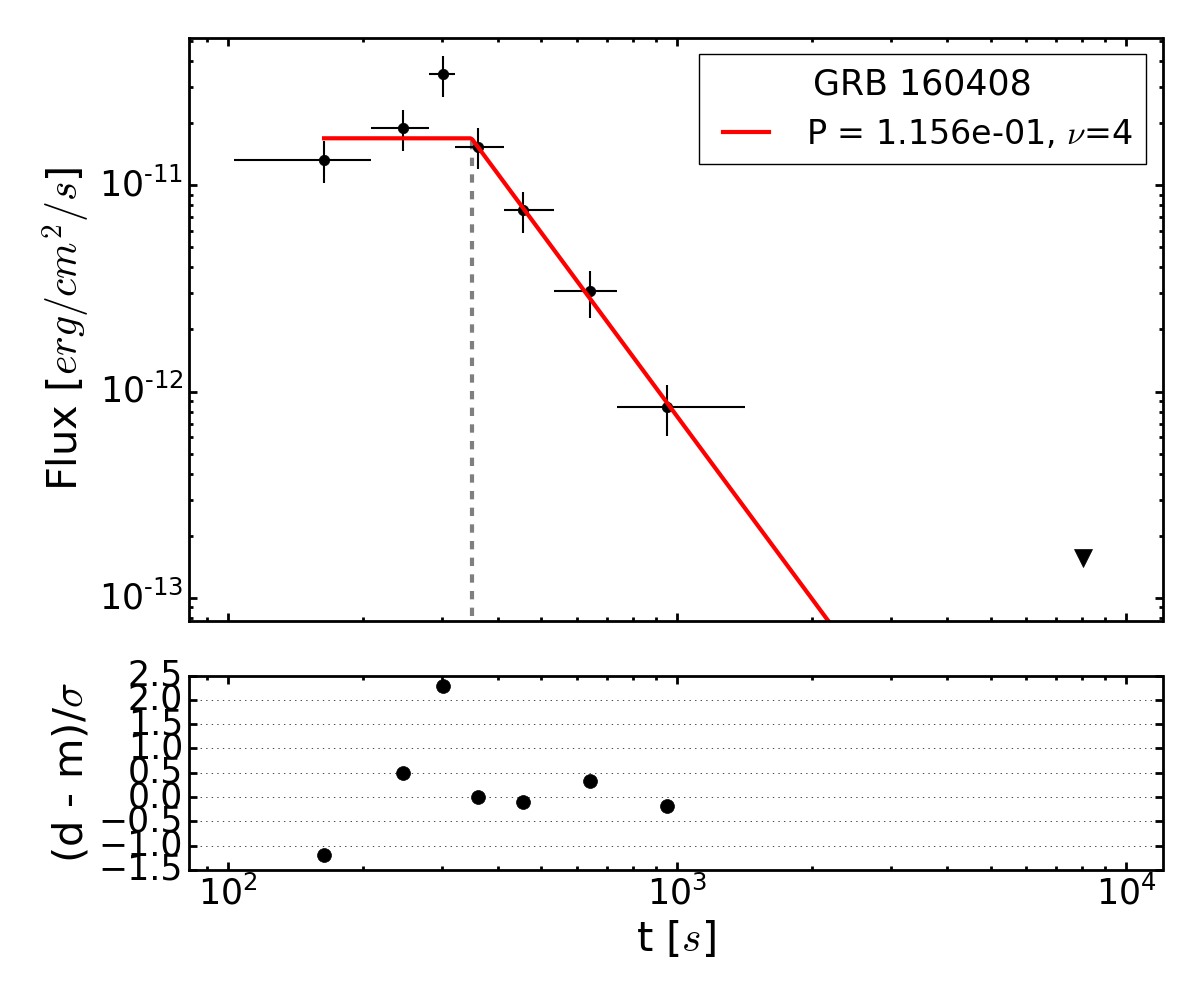 GRB 160408
P = 1.156e-01, ν=4
Flux [erg/cm²/s]
10⁻¹¹
10⁻¹²
10⁻¹³
(d - m)/σ
2.5
2.0
1.5
1.0
0.5
0.0
−0.5
−1.0
−1.5
10² 10³ 10⁴
t [s]